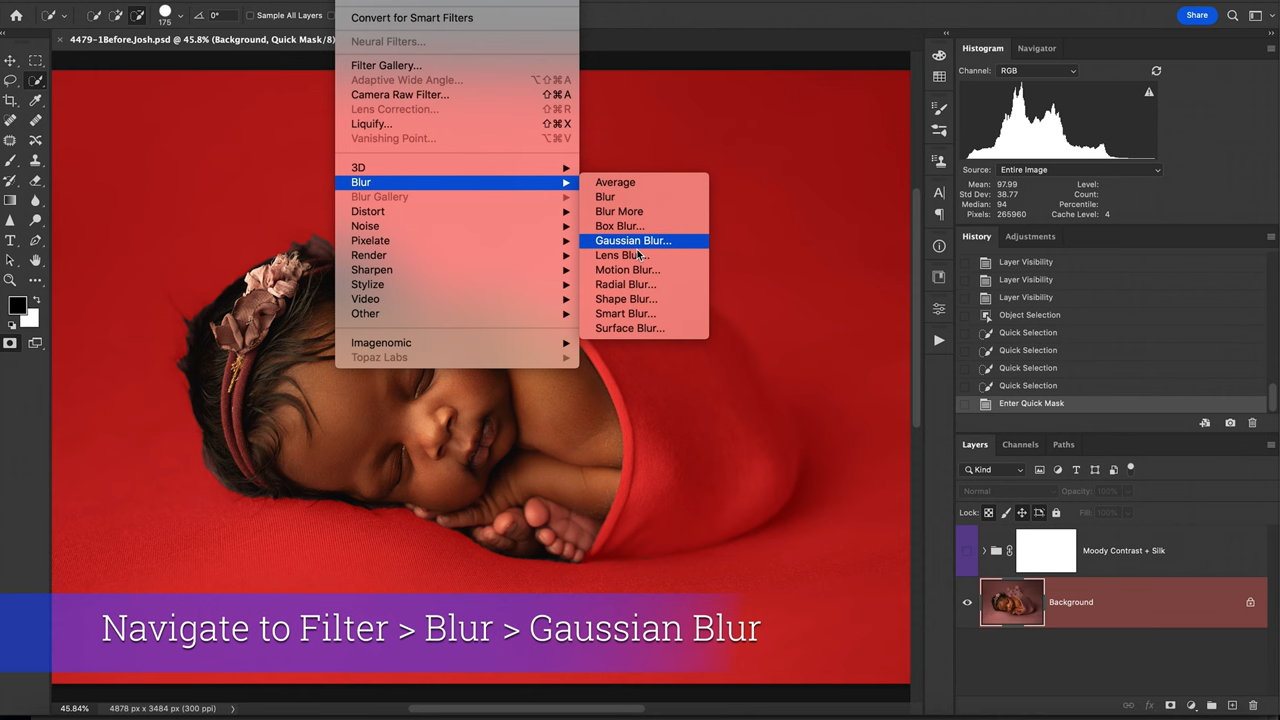 175
0°
Sample All Layers
Share
4479-1Before.Josh.psd @ 45.8% (Background, Quick Mask/8)
Convert for Smart Filters
Neural Filters...
Filter Gallery...
Adaptive Wide Angle... ⌥⇧⌘A
Camera Raw Filter... ⇧⌘A
Lens Correction... ⇧⌘R
Liquify... ⇧⌘X
Vanishing Point... ⌥⌘V
3D
Blur
Blur Gallery
Distort
Noise
Pixelate
Render
Sharpen
Stylize
Video
Other
Imagenomic
Topaz Labs
Average
Blur
Blur More
Box Blur...
Gaussian Blur...
Lens Blur...
Motion Blur...
Radial Blur...
Shape Blur...
Smart Blur...
Surface Blur...
Histogram Navigator
Channel: RGB
Source: Entire Image
Mean: 97.99 Level:
Std Dev: 38.77 Count:
Median: 94 Percentile:
Pixels: 265960 Cache Level: 4
History Adjustments
Layer Visibility
Layer Visibility
Layer Visibility
Object Selection
Quick Selection
Quick Selection
Quick Selection
Quick Selection
Enter Quick Mask
Layers Channels Paths
Kind
Normal Opacity: 100%
Lock: Fill: 100%
Moody Contrast + Silk
Background
Navigate to Filter > Blur > Gaussian Blur
45.84% 4878 px x 3484 px (300 ppi)